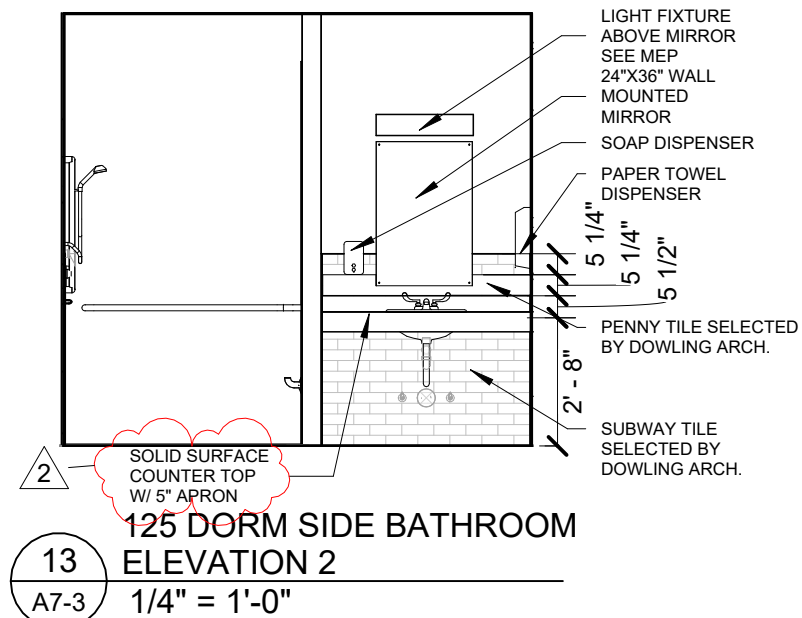 LIGHT FIXTURE
ABOVE MIRROR
SEE MEP
24"X36" WALL
MOUNTED
MIRROR
SOAP DISPENSER
PAPER TOWEL
DISPENSER
5 1/4"
5 1/4"
5 1/2"
PENNY TILE SELECTED
BY DOWLING ARCH.
2' - 8"
SUBWAY TILE
SELECTED BY
DOWLING ARCH.
2
SOLID SURFACE
COUNTER TOP
W/ 5" APRON
125 DORM SIDE BATHROOM
ELEVATION 2
13
A7-3
1/4" = 1'-0"